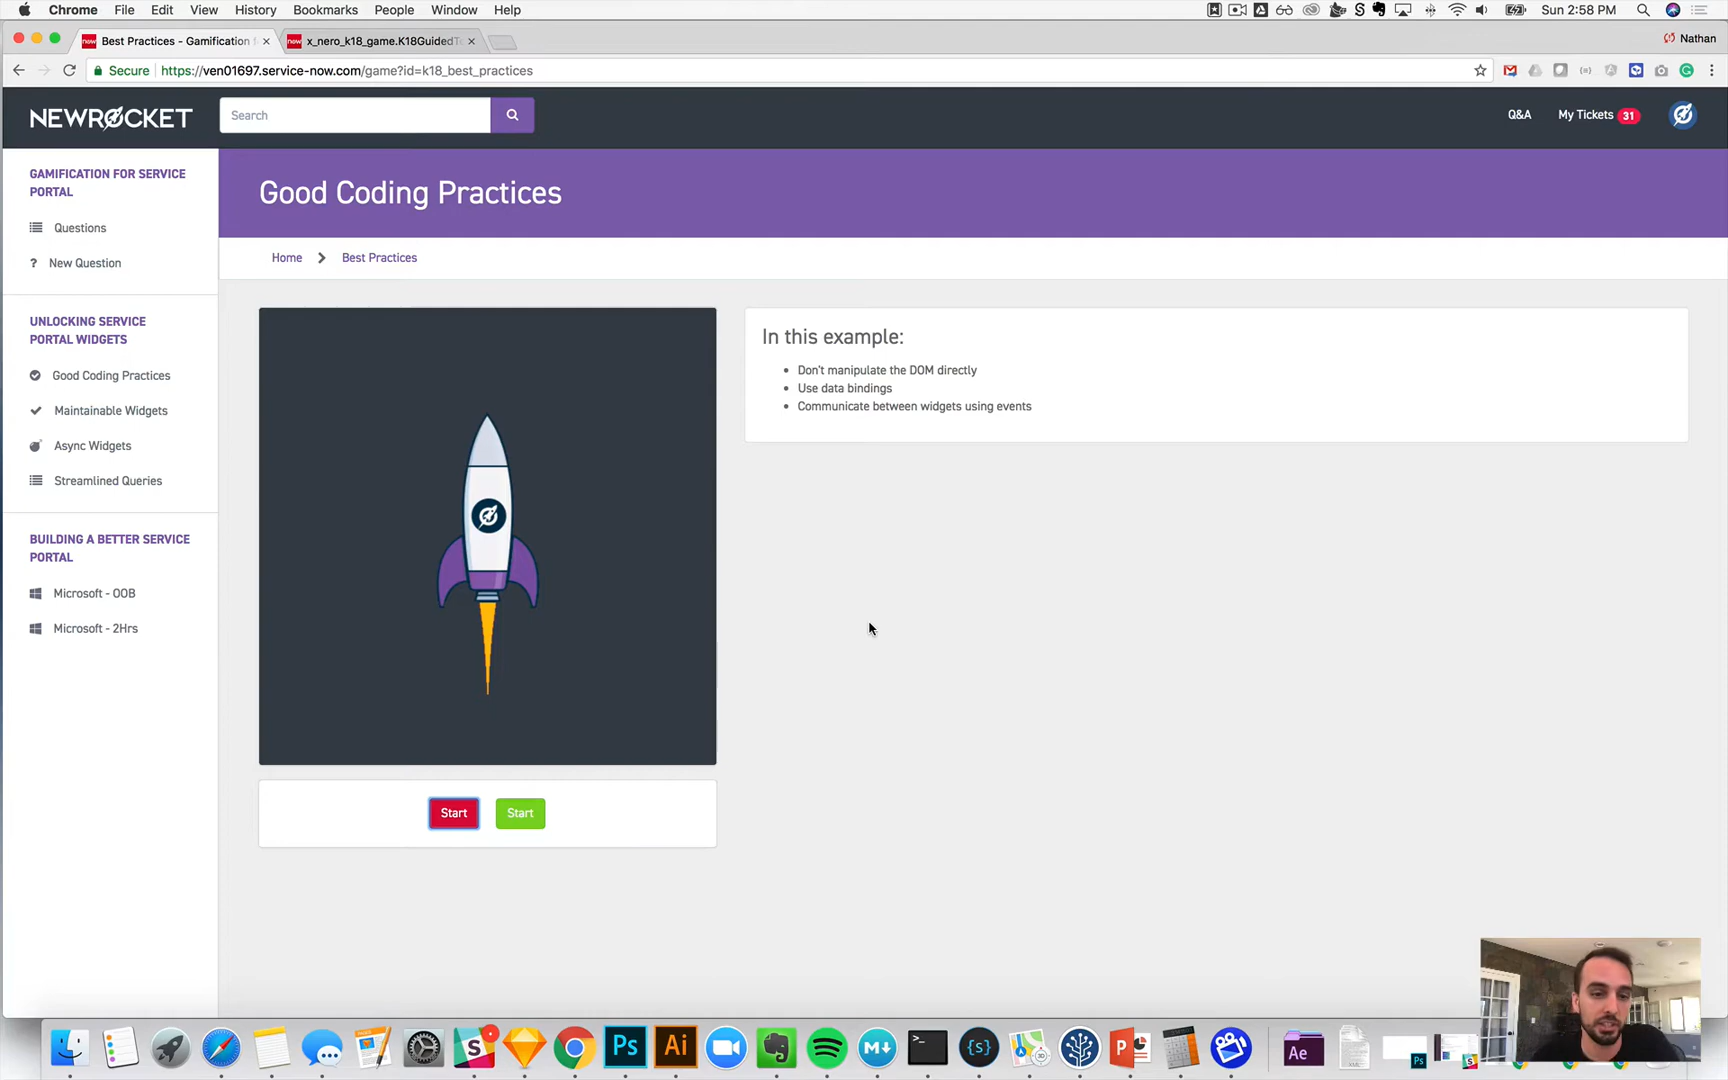 Chrome File Edit View History Bookmarks People Window Help
Sun 2:58 PM
Best Practices - Gamification f
x_nero_k18_game.K18GuidedT
Nathan
Secure https://ven01697.service-now.com/game?id=k18_best_practices
NEWROCKET
Search
Q&A
My Tickets 31
GAMIFICATION FOR SERVICE
PORTAL
Questions
? New Question
UNLOCKING SERVICE
PORTAL WIDGETS
Good Coding Practices
Maintainable Widgets
Async Widgets
Streamlined Queries
BUILDING A BETTER SERVICE
PORTAL
Microsoft - OOB
Microsoft - 2Hrs
Good Coding Practices
Home > Best Practices
In this example:
• Don't manipulate the DOM directly
• Use data bindings
• Communicate between widgets using events
Start Start
Ps Ai M↓ >_ {s} P Ae Ps